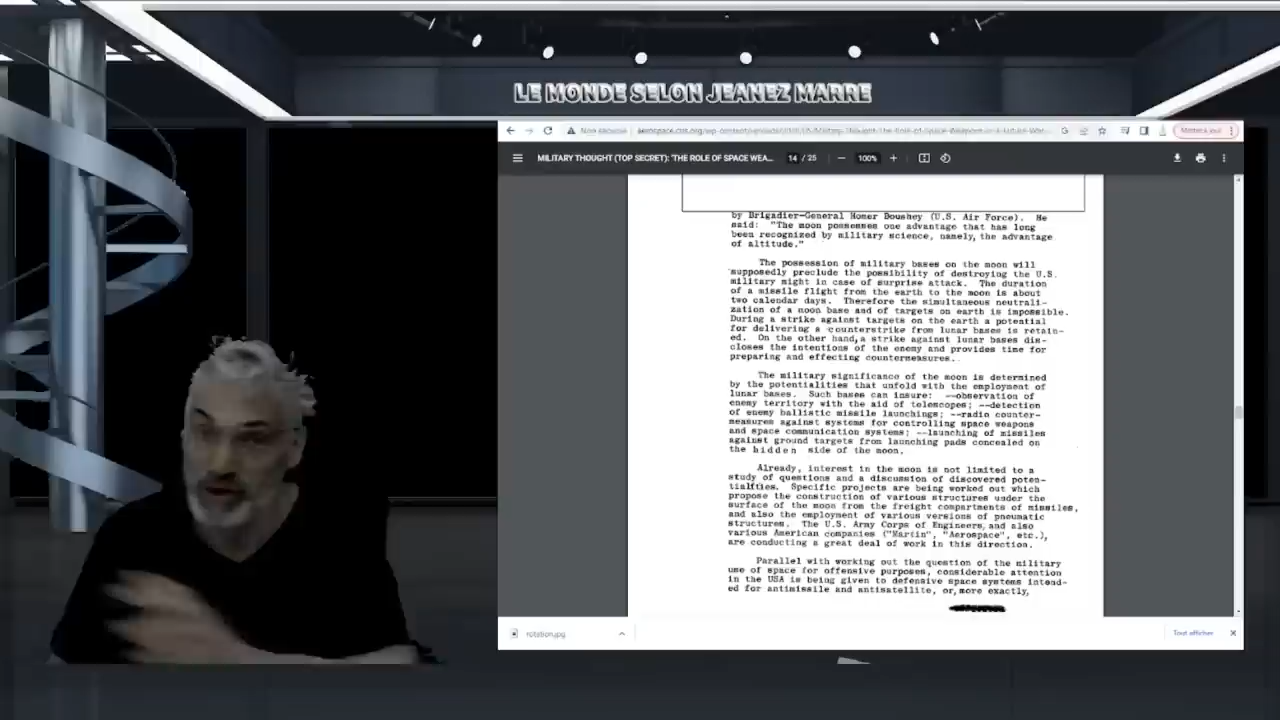 LE MONDE SELON JEANEZ MARRE
Non sécurisé
Mettre à jour
MILITARY THOUGHT (TOP SECRET): "THE ROLE OF SPACE WEA...
14 / 25
100%
by Brigadier-General Homer Boushey (U.S. Air Force). He
said: "The moon possesses one advantage that has long
been recognized by military science, namely, the advantage
of altitude."
The possession of military bases on the moon will
supposedly preclude the possibility of destroying the U.S.
military might in case of surprise attack. The duration
of a missile flight from the earth to the moon is about
two calendar days. Therefore the simultaneous neutrali-
zation of a moon base and of targets on earth is impossible.
During a strike against targets on the earth a potential
for delivering a counterstrike from lunar bases is retain-
ed. On the other hand, a strike against lunar bases dis-
closes the intentions of the enemy and provides time for
preparing and effecting countermeasures.
The military significance of the moon is determined
by the potentialities that unfold with the employment of
lunar bases. Such bases can insure: --observation of
enemy territory with the aid of telescopes; --detection
of enemy ballistic missile launchings; --radio counter-
measures against systems for controlling space weapons
and space communication systems; --launching of missiles
against ground targets from launching pads concealed on
the hidden side of the moon.
Already, interest in the moon is not limited to a
study of questions and a discussion of discovered poten-
tialities. Specific projects are being worked out which
propose the construction of various structures under the
surface of the moon from the freight compartments of missiles,
and also the employment of various versions of pneumatic
structures. The U.S. Army Corps of Engineers, and also
various American companies ("Martin", "Aerospace", etc.),
are conducting a great deal of work in this direction.
Parallel with working out the question of the military
use of space for offensive purposes, considerable attention
in the USA is being given to defensive space systems intend-
ed for antimissile and antisatellite, or, more exactly,
rotation.jpg
Tout afficher